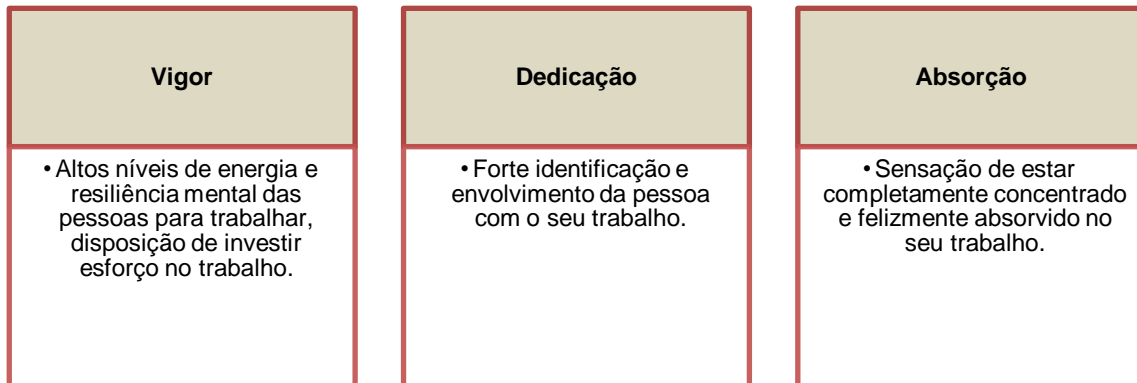 Vigor
• Altos níveis de energia e
resiliência mental das
pessoas para trabalhar,
disposição de investir
esforço no trabalho.
Dedicação
• Forte identificação e
envolvimento da pessoa
com o seu trabalho.
Absorção
• Sensação de estar
completamente concentrado
e felizmente absorvido no
seu trabalho.